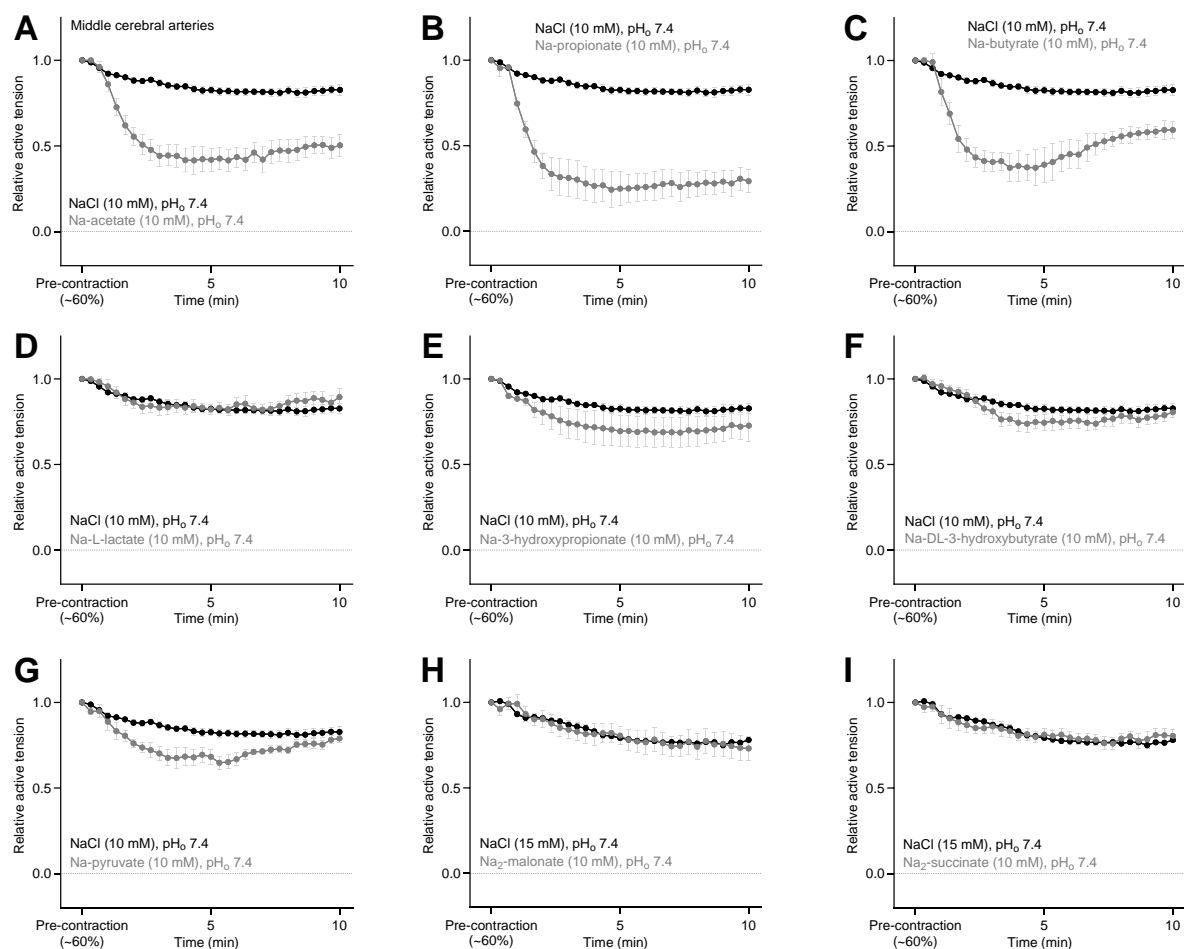 A
Middle cerebral arteries
Relative active tension
1.0
0.5
0.0
NaCl (10 mM), pHo 7.4
Na-acetate (10 mM), pHo 7.4
Pre-contraction
(~60%)
5
10
Time (min)
B
NaCl (10 mM), pHo 7.4
Na-propionate (10 mM), pHo 7.4
Relative active tension
1.0
0.5
0.0
Pre-contraction
(~60%)
5
10
Time (min)
C
NaCl (10 mM), pHo 7.4
Na-butyrate (10 mM), pHo 7.4
Relative active tension
1.0
0.5
0.0
Pre-contraction
(~60%)
5
10
Time (min)
D
Relative active tension
1.0
0.5
0.0
NaCl (10 mM), pHo 7.4
Na-L-lactate (10 mM), pHo 7.4
Pre-contraction
(~60%)
5
10
Time (min)
E
Relative active tension
1.0
0.5
0.0
NaCl (10 mM), pHo 7.4
Na-3-hydroxypropionate (10 mM), pHo 7.4
Pre-contraction
(~60%)
5
10
Time (min)
F
Relative active tension
1.0
0.5
0.0
NaCl (10 mM), pHo 7.4
Na-DL-3-hydroxybutyrate (10 mM), pHo 7.4
Pre-contraction
(~60%)
5
10
Time (min)
G
Relative active tension
1.0
0.5
0.0
NaCl (10 mM), pHo 7.4
Na-pyruvate (10 mM), pHo 7.4
Pre-contraction
(~60%)
5
10
Time (min)
H
Relative active tension
1.0
0.5
0.0
NaCl (15 mM), pHo 7.4
Na2-malonate (10 mM), pHo 7.4
Pre-contraction
(~60%)
5
10
Time (min)
I
Relative active tension
1.0
0.5
0.0
NaCl (15 mM), pHo 7.4
Na2-succinate (10 mM), pHo 7.4
Pre-contraction
(~60%)
5
10
Time (min)